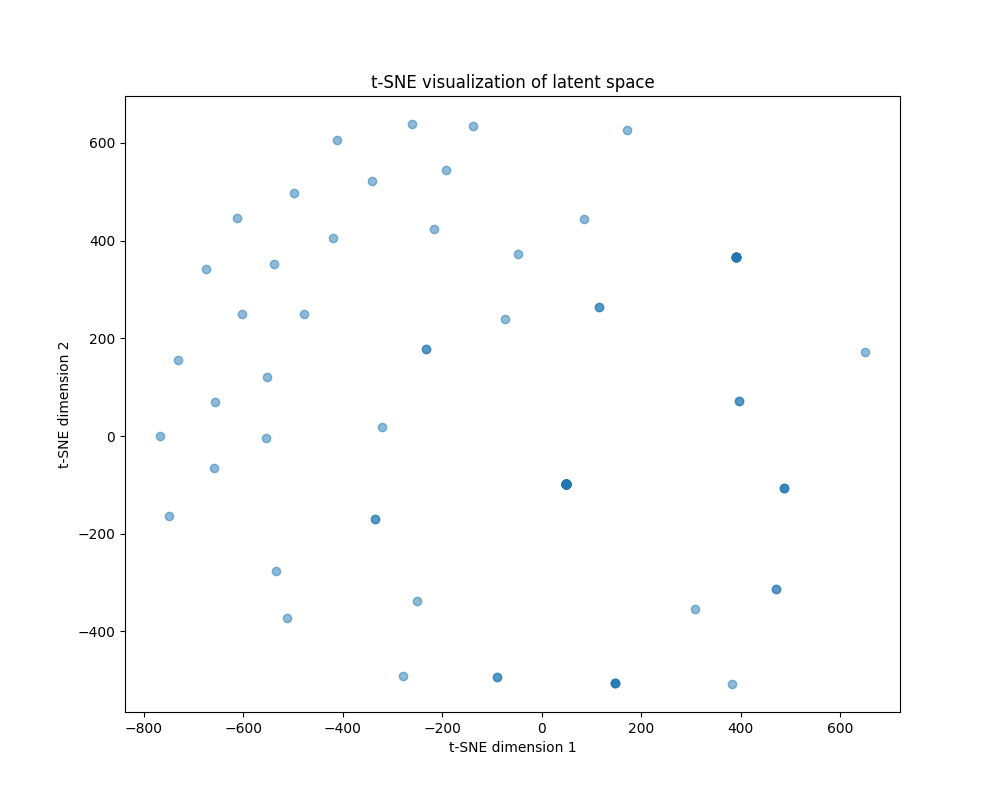 t-SNE visualization of latent space
600
400
200
0
−200
−400
t-SNE dimension 2
−800 −600 −400 −200 0 200 400 600
t-SNE dimension 1